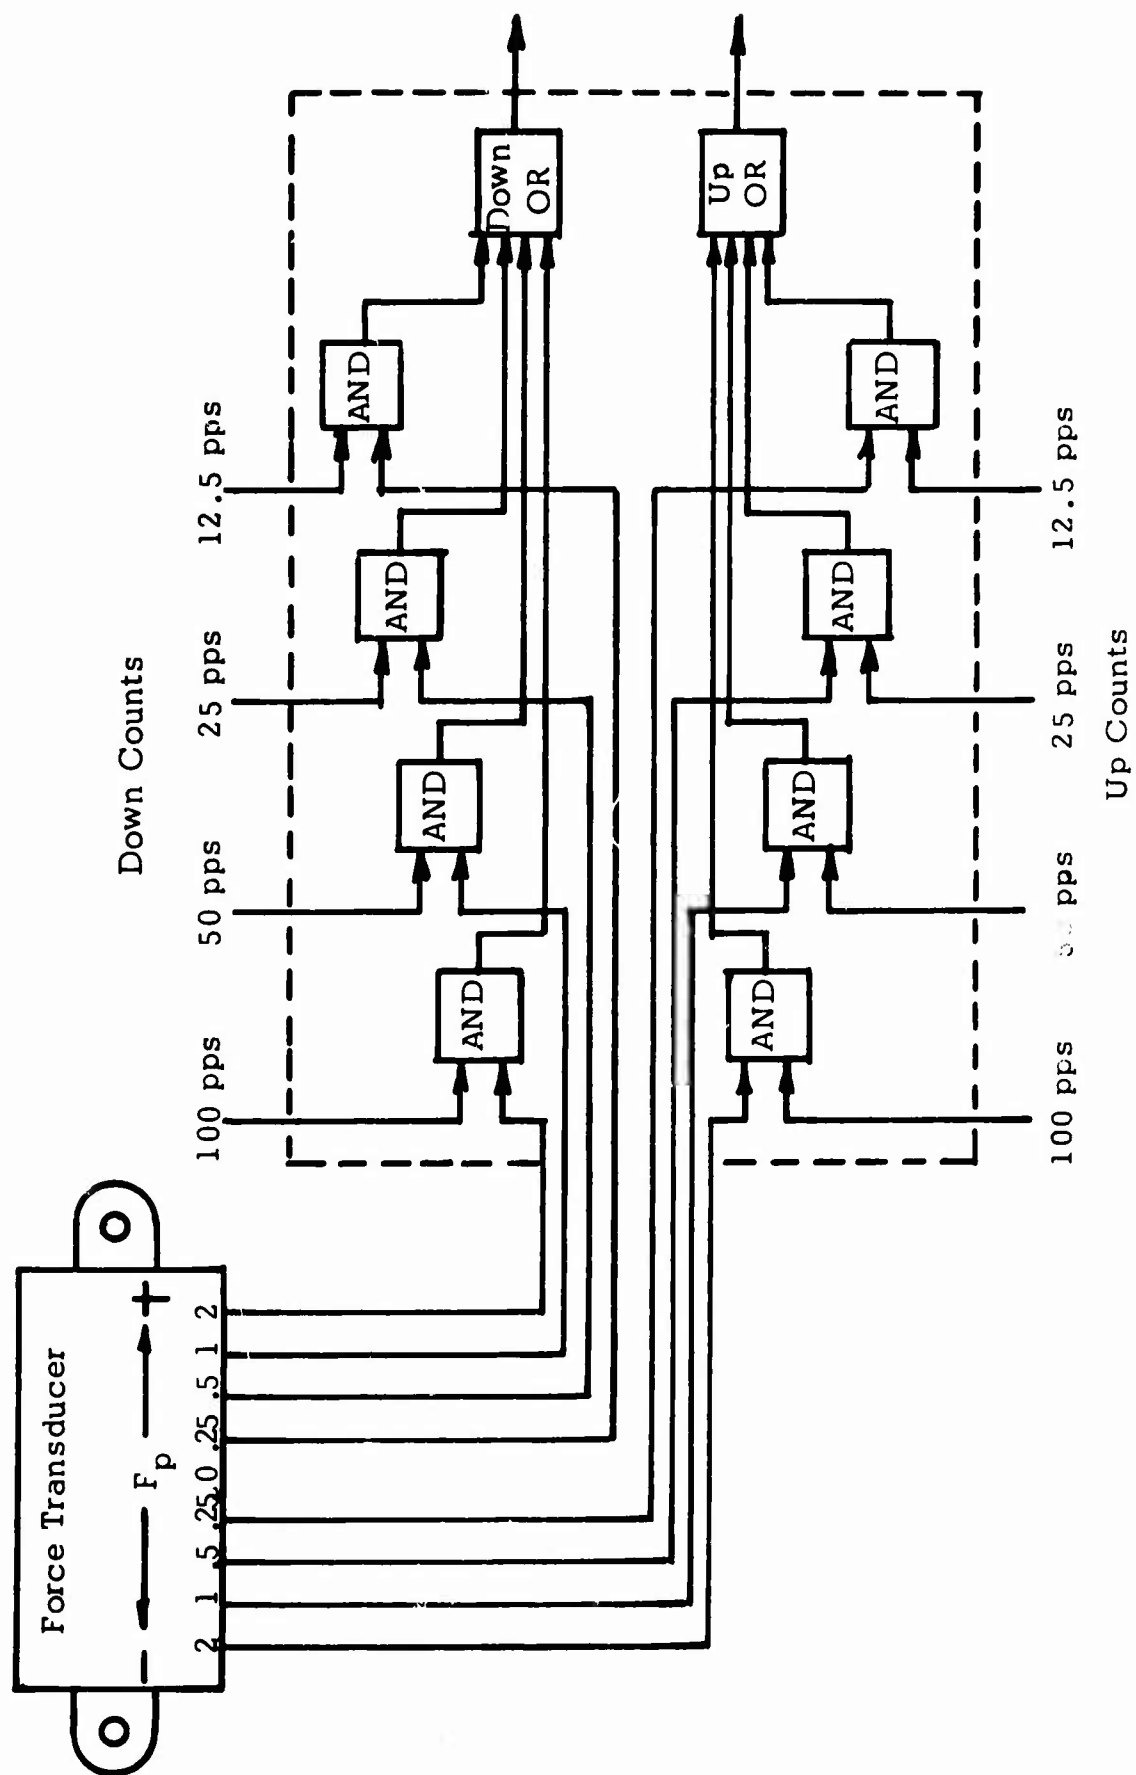 Force Transducer
— F_p — +
2 1 .5 .25 0 .25 .5 1 2
Down Counts
100 pps
50 pps
25 pps
12.5 pps
AND
AND
AND
AND
Down
OR
Up
OR
AND
AND
AND
AND
100 pps
pps
25 pps
12.5 pps
Up Counts